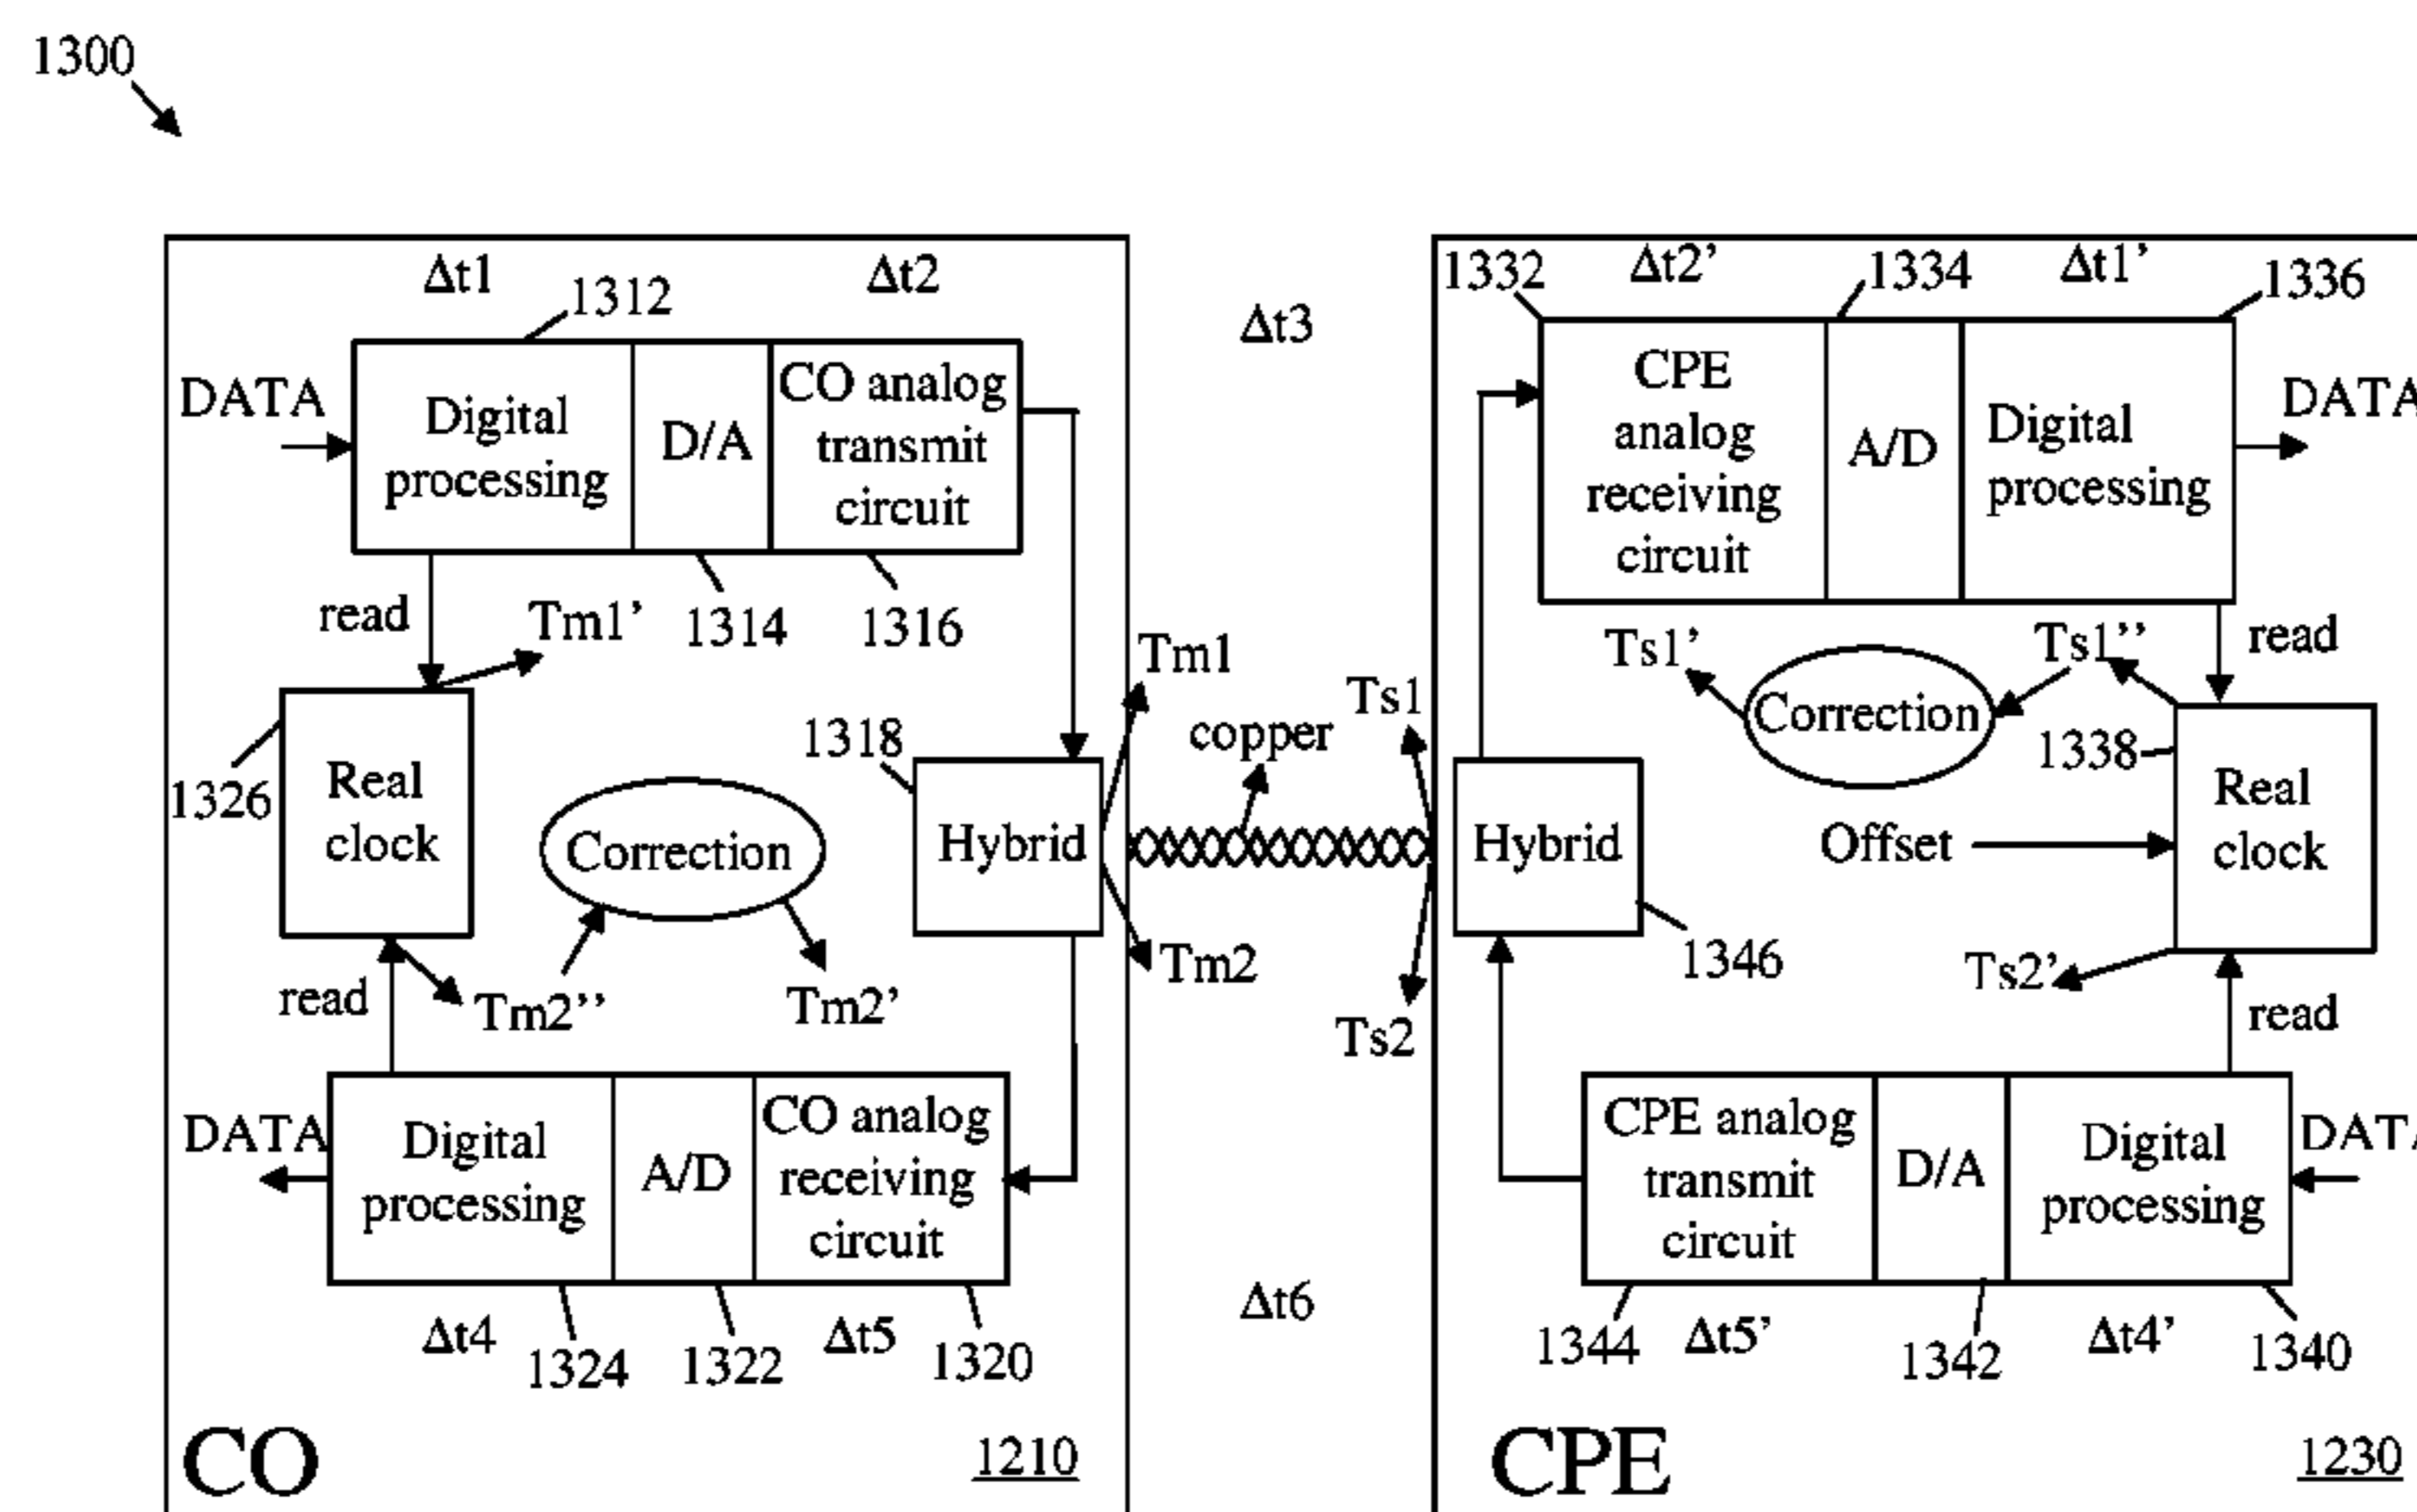 1300
Δt1
Δt2
1312
DATA
Digital
processing
D/A
CO analog
transmit
circuit
read
Tm1’
1314
1316
1326
Real
clock
Correction
1318
Hybrid
Tm1
Tm2
read
Tm2’’
Tm2’
DATA
Digital
processing
A/D
CO analog
receiving
circuit
Δt4
1324
1322
Δt5
1320
CO
1210
Δt3
copper
Ts1
Ts2
Δt6
1332
Δt2’
1334
Δt1’
1336
CPE
analog
receiving
circuit
A/D
Digital
processing
DATA
Ts1’
Correction
Ts1’’
read
1338
Real
clock
Offset
Hybrid
1346
Ts2’
read
CPE analog
transmit
circuit
D/A
Digital
processing
DATA
1344
Δt5’
1342
Δt4’
1340
CPE
1230